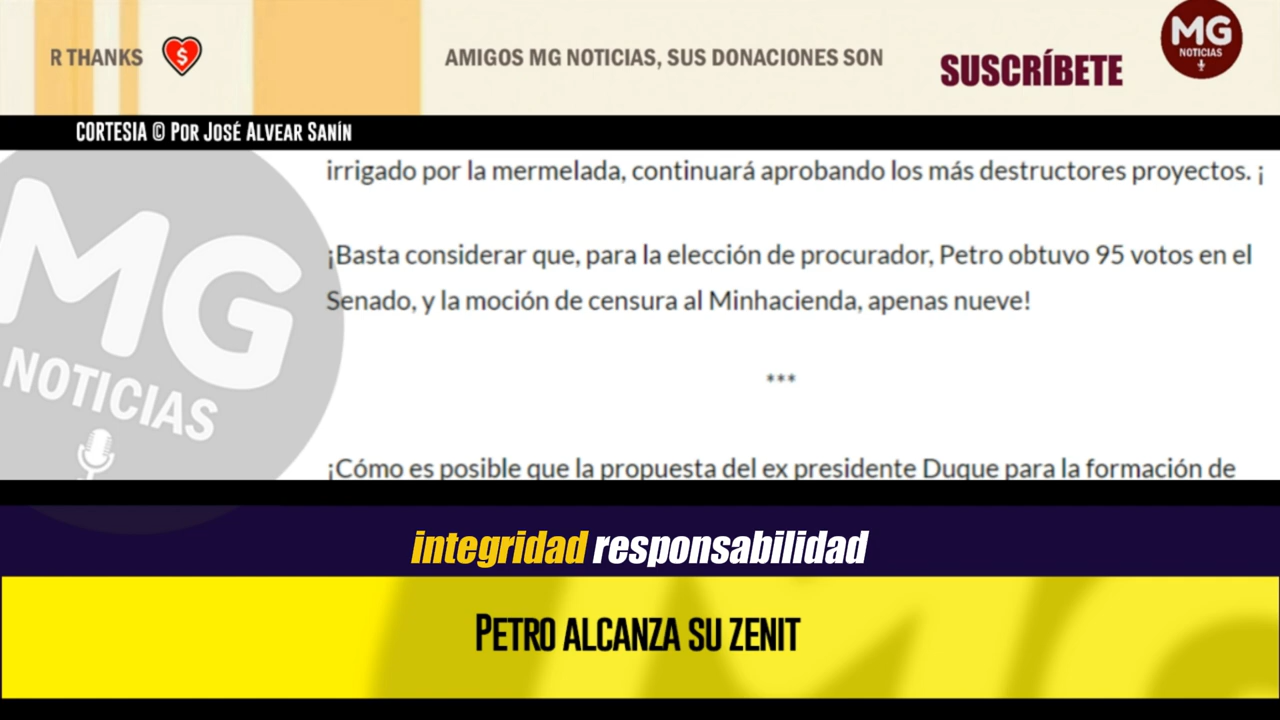 R THANKS
AMIGOS MG NOTICIAS, SUS DONACIONES SON
SUSCRÍBETE
MG
NOTICIAS
CORTESIA © POR JOSÉ ALVEAR SANÍN
irrigado por la mermelada, continuará aprobando los más destructores proyectos. ¡
¡Basta considerar que, para la elección de procurador, Petro obtuvo 95 votos en el
Senado, y la moción de censura al Minhacienda, apenas nueve!
***
¡Cómo es posible que la propuesta del ex presidente Duque para la formación de
MG
NOTICIAS
integridad responsabilidad
PETRO ALCANZA SU ZENIT